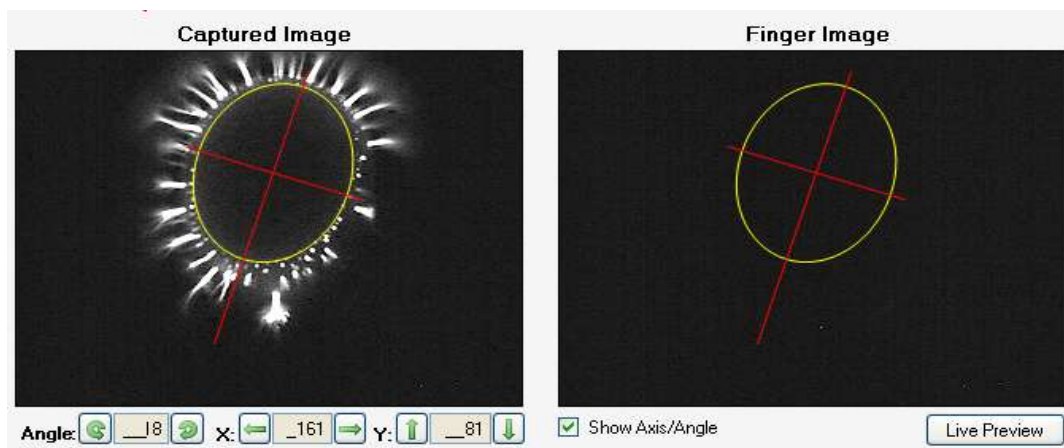 Captured Image
Finger Image
Angle: __18 X: _161 Y: __81
Show Axis/Angle
Live Preview